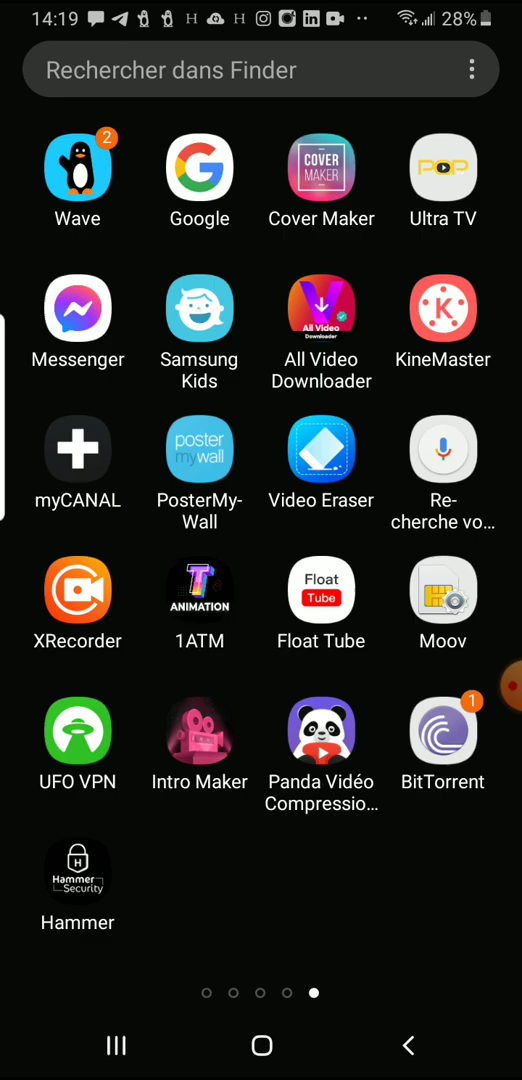 14:19 H H 28%
Rechercher dans Finder
2
COVER
MAKER
POP
Wave Google Cover Maker Ultra TV
All Video
Downloader
K
Messenger Samsung Kids All Video Downloader KineMaster
poster
mywall
myCANAL PosterMy-
Wall Video Eraser Re-
cherche vo...
T
ANIMATION
Float
Tube
XRecorder 1ATM Float Tube Moov
1
UFO VPN Intro Maker Panda Vidéo
Compressio... BitTorrent
H
Hammer
Security
Hammer